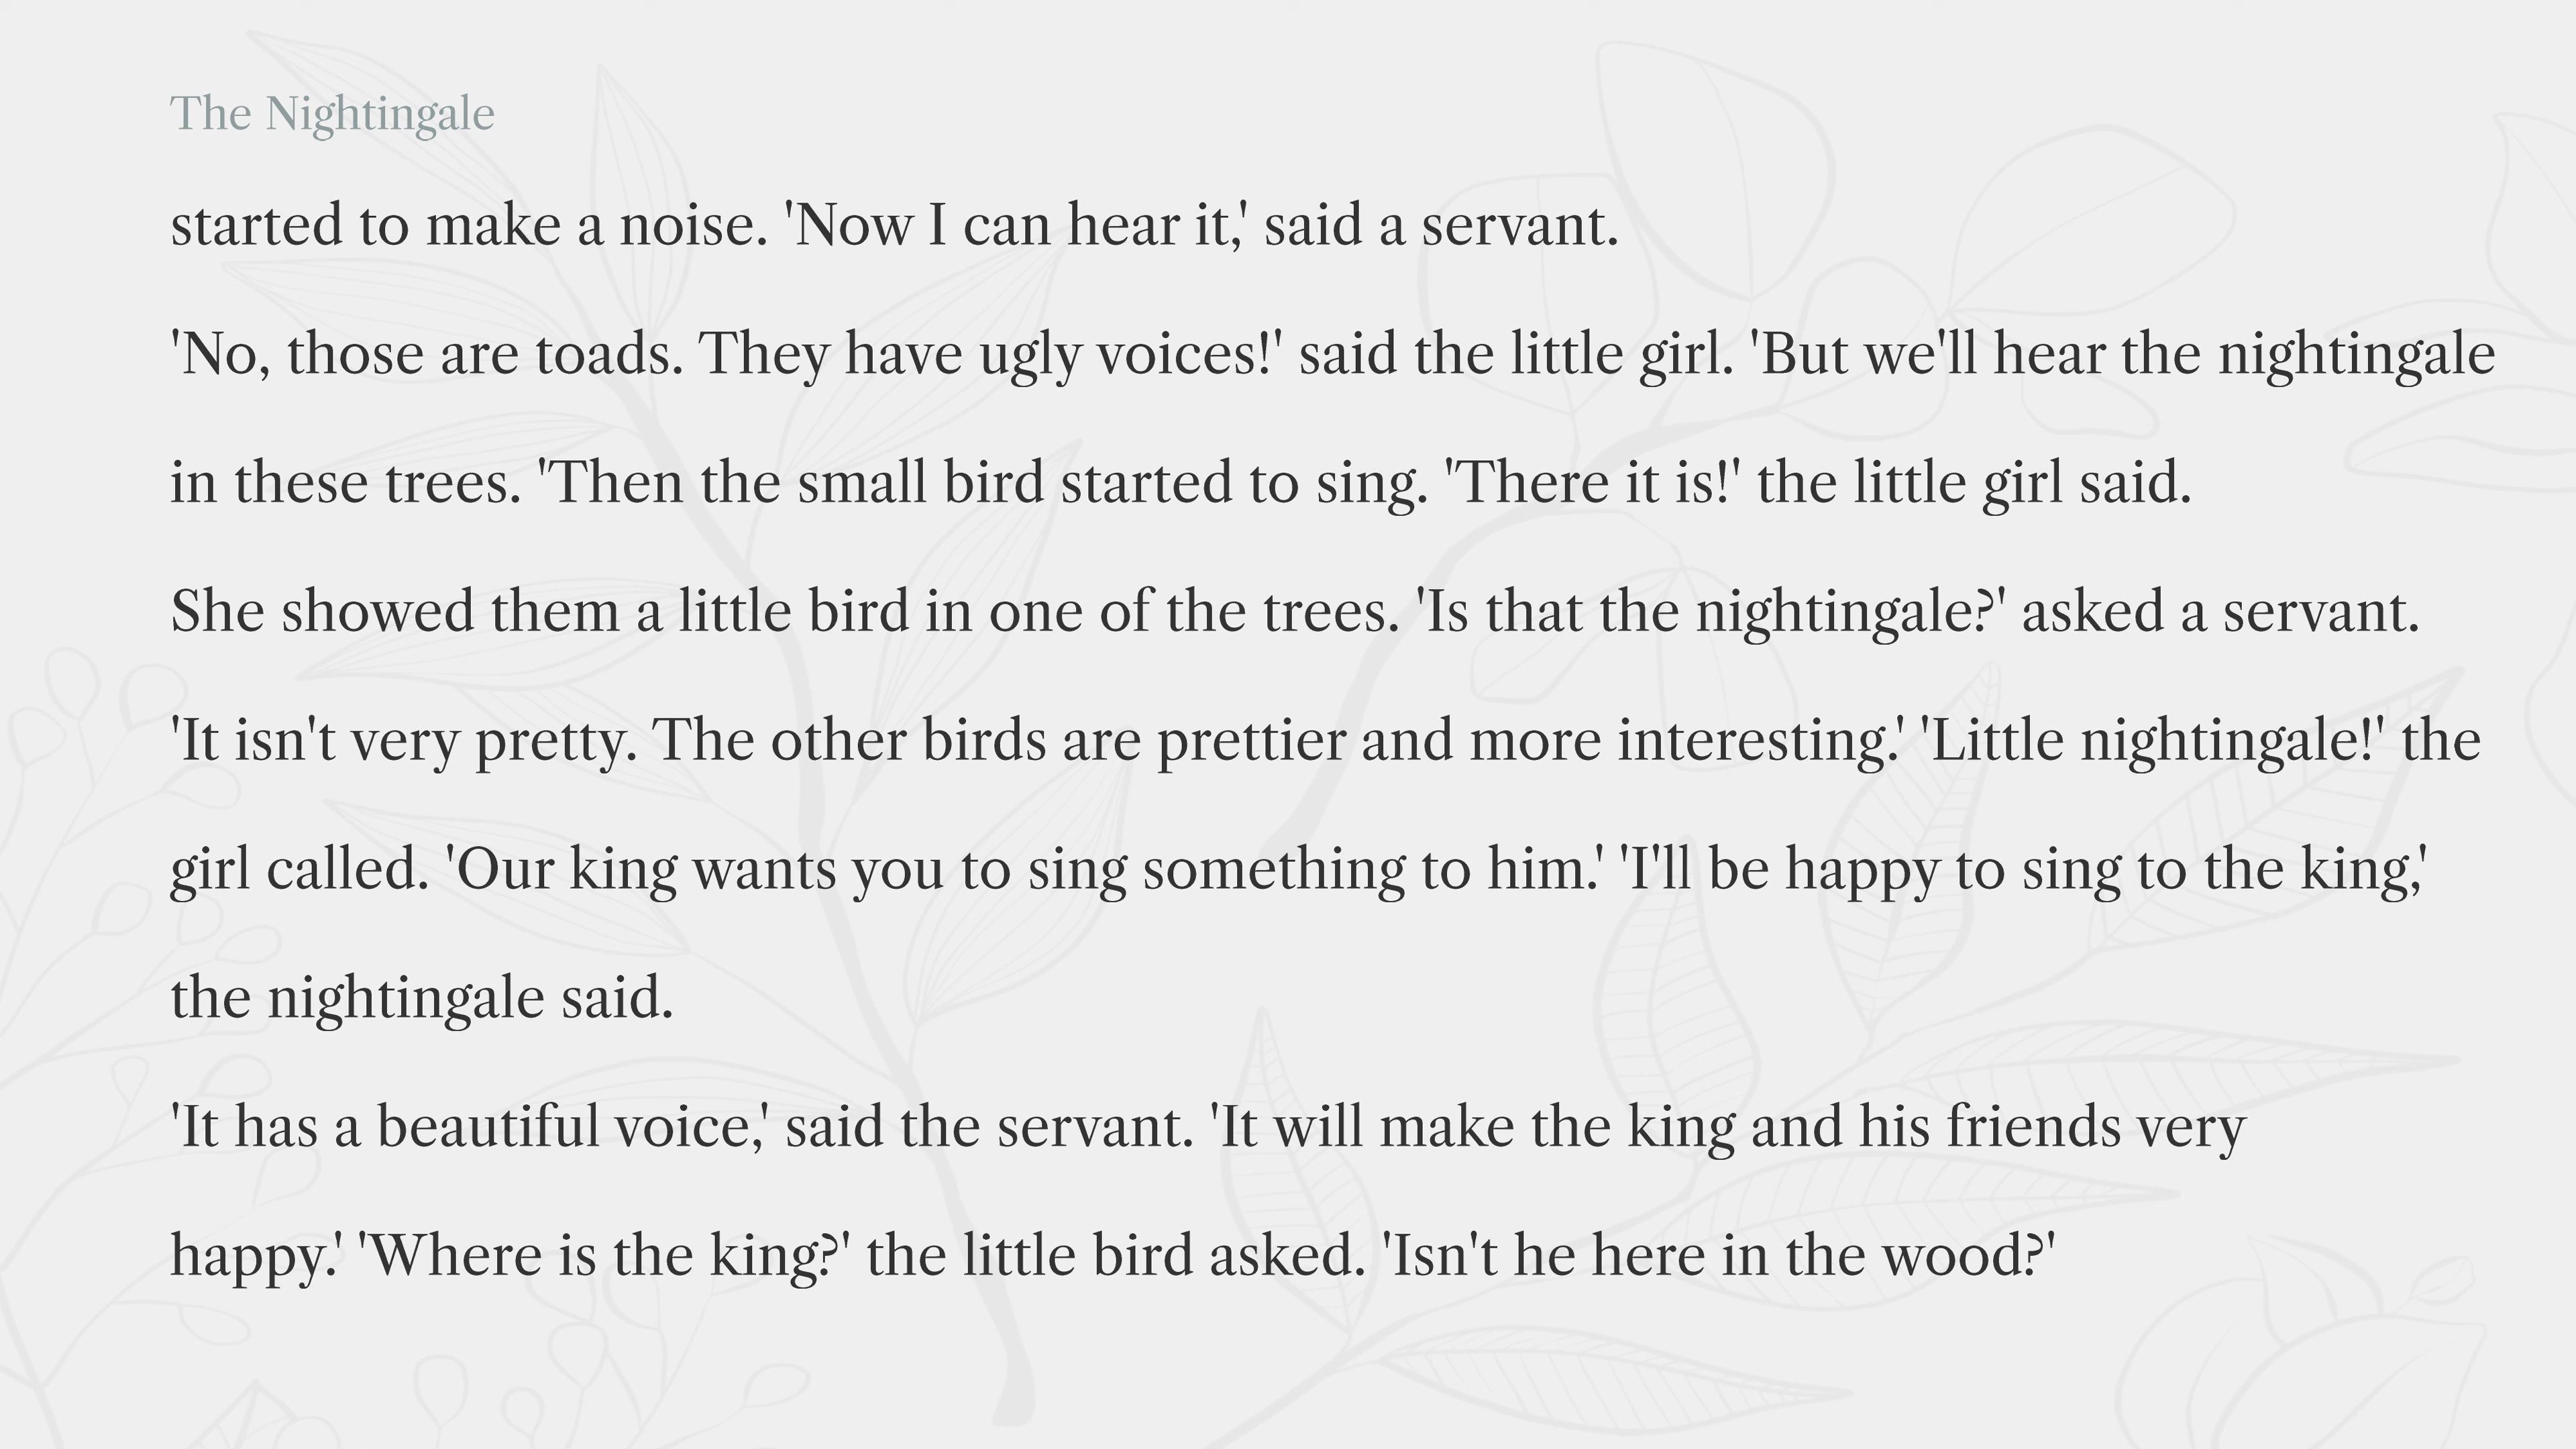 The Nightingale
started to make a noise. 'Now I can hear it,' said a servant.
'No, those are toads. They have ugly voices!' said the little girl. 'But we'll hear the nightingale
in these trees. 'Then the small bird started to sing. 'There it is!' the little girl said.
She showed them a little bird in one of the trees. 'Is that the nightingale?' asked a servant.
'It isn't very pretty. The other birds are prettier and more interesting.' 'Little nightingale!' the
girl called. 'Our king wants you to sing something to him.' 'I'll be happy to sing to the king,'
the nightingale said.
'It has a beautiful voice,' said the servant. 'It will make the king and his friends very
happy.' 'Where is the king?' the little bird asked. 'Isn't he here in the wood?'